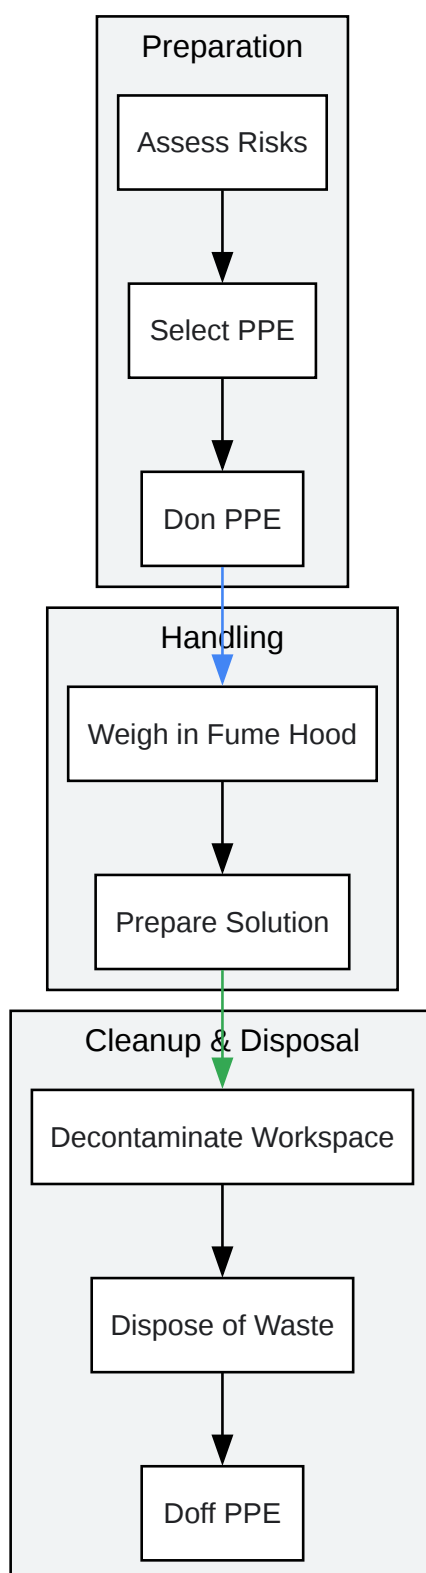 Preparation
Assess Risks
Select PPE
Don PPE
Handling
Weigh in Fume Hood
Prepare Solution
Cleanup & Disposal
Decontaminate Workspace
Dispose of Waste
Doff PPE